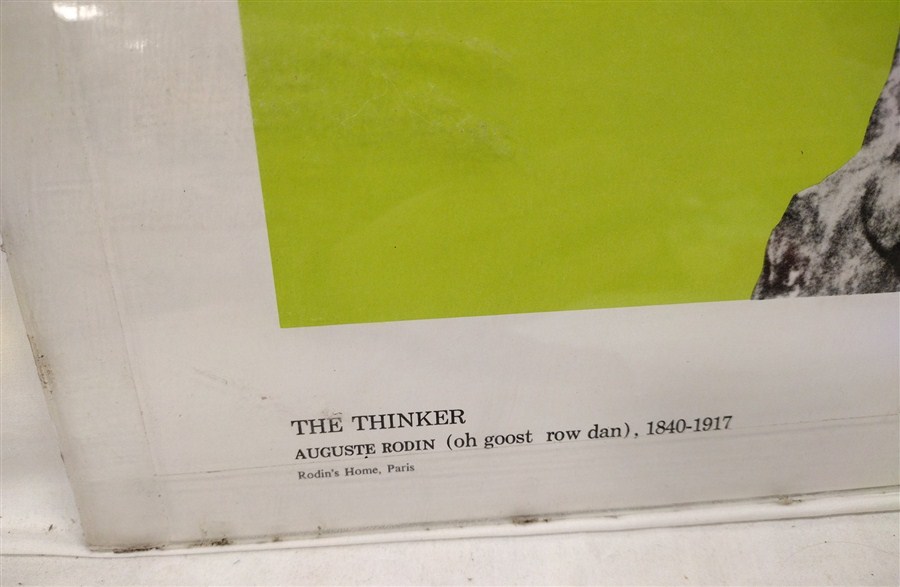 THE THINKER
AUGUSTE RODIN (oh goost row dan), 1840-1917
Rodin's Home, Paris